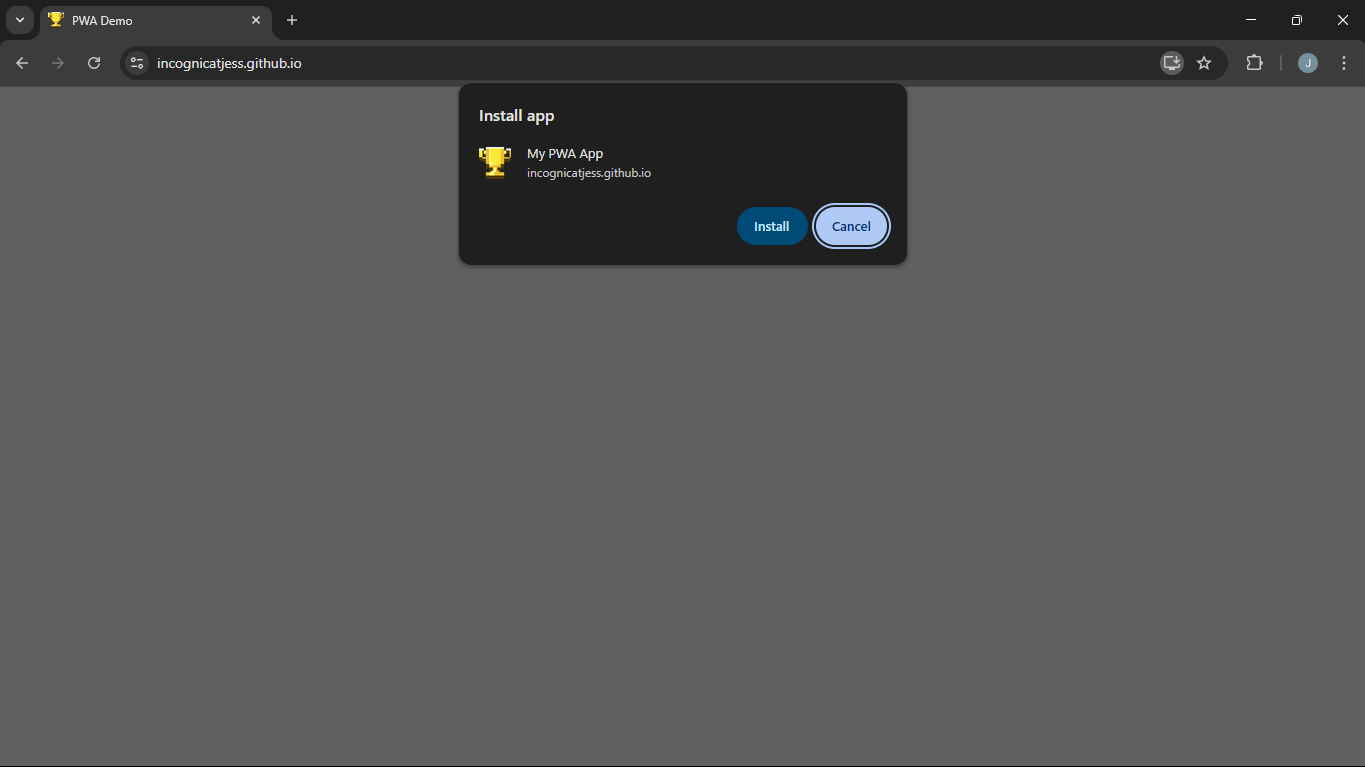 PWA Demo
incognicatjess.github.io
J
Install app
My PWA App
incognicatjess.github.io
Install
Cancel